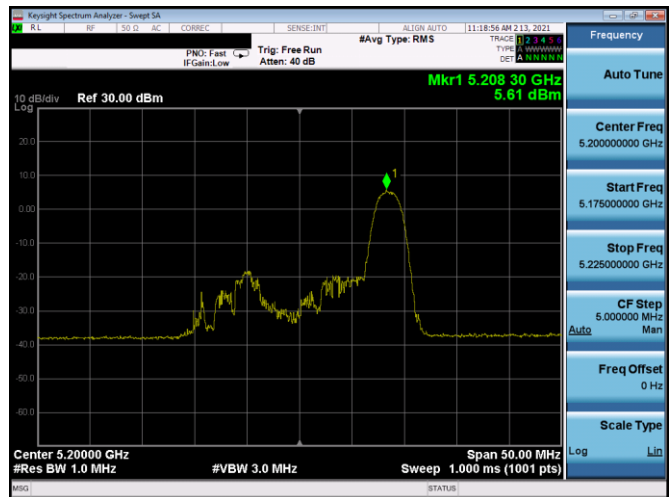 Keysight Spectrum Analyzer - Swept SA
RL RF 50 Ω AC CORREC SENSE:INT ALIGN AUTO 11:18:56 AM 2 13, 2021
#Avg Type: RMS
TRACE 1 2 3 4 5 6
TYPE A WWWWW
DET A N N N N N
PNO: Fast
IFGain:Low
Trig: Free Run
Atten: 40 dB
Mkr1 5.208 30 GHz
5.61 dBm
10 dB/div Ref 30.00 dBm
Log
1
20.0
10.0
0.00
-10.0
-20.0
-30.0
-40.0
-50.0
-60.0
Center 5.20000 GHz Span 50.00 MHz
#Res BW 1.0 MHz #VBW 3.0 MHz Sweep 1.000 ms (1001 pts)
MSG STATUS
Frequency
Auto Tune
Center Freq
5.200000000 GHz
Start Freq
5.175000000 GHz
Stop Freq
5.225000000 GHz
CF Step
5.000000 MHz
Auto Man
Freq Offset
0 Hz
Scale Type
Log Lin